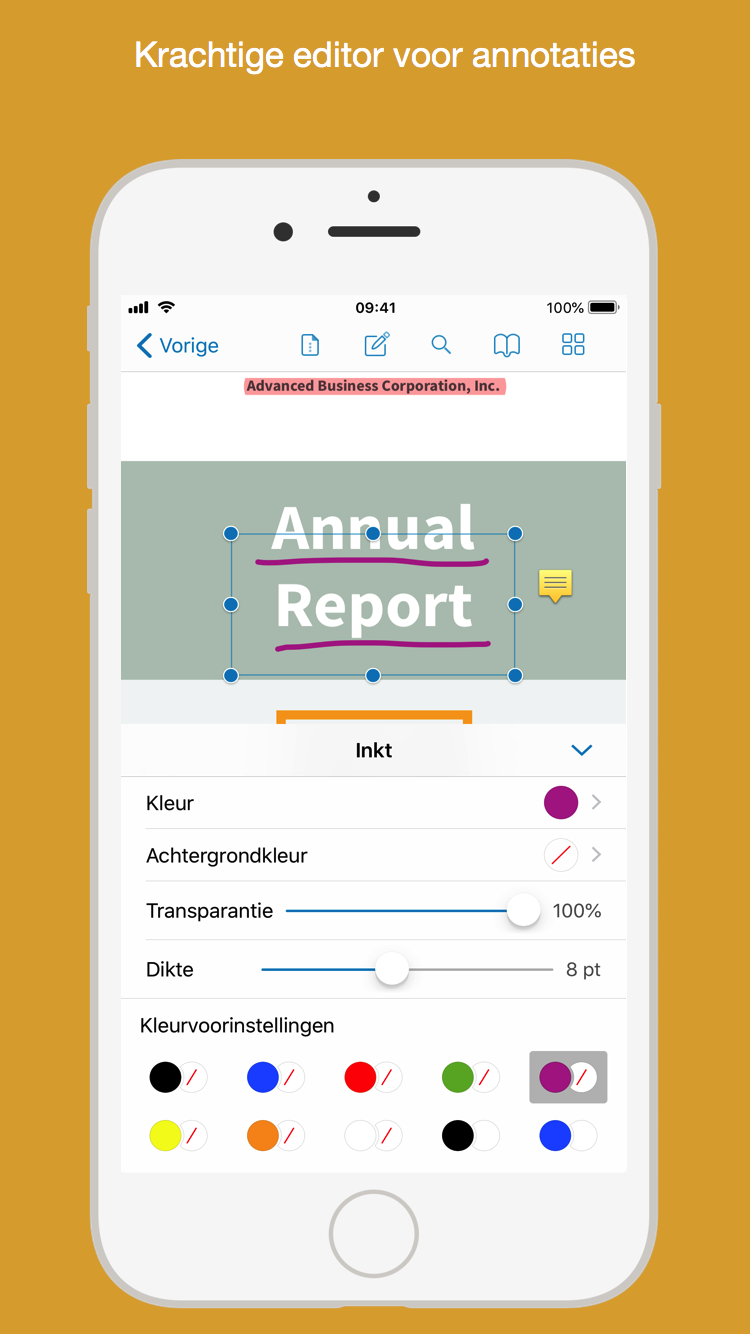 Krachtige editor voor annotaties
09:41
100%
Vorige
Advanced Business Corporation, Inc.
Annual
Report
Inkt
Kleur
Achtergrondkleur
Transparantie 100%
Dikte 8 pt
Kleurvoorinstellingen